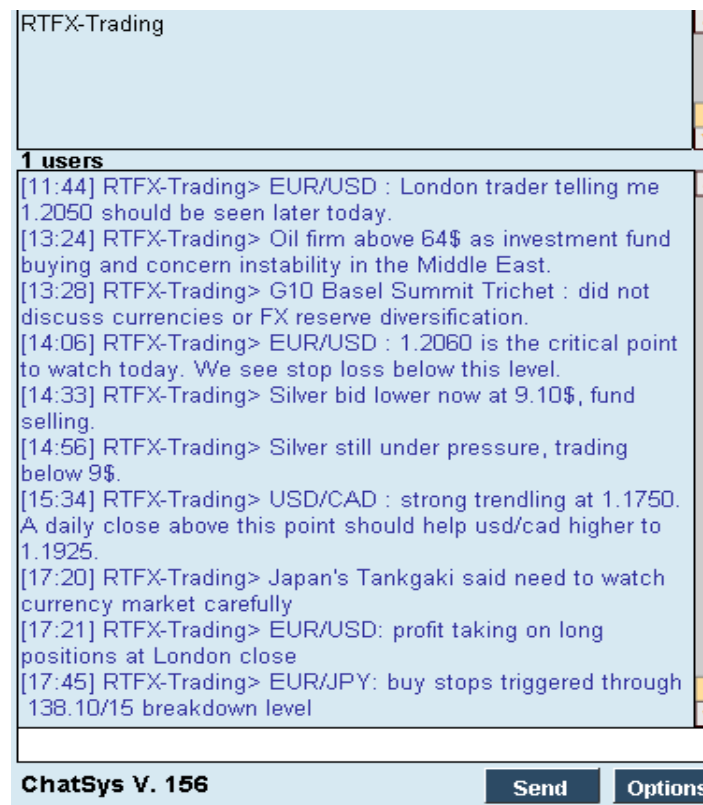 RTFX-Trading
1 users
[11:44] RTFX-Trading> EUR/USD : London trader telling me
1.2050 should be seen later today.
[13:24] RTFX-Trading> Oil firm above 64$ as investment fund
buying and concern instability in the Middle East.
[13:28] RTFX-Trading> G10 Basel Summit Trichet : did not
discuss currencies or FX reserve diversification.
[14:06] RTFX-Trading> EUR/USD : 1.2060 is the critical point
to watch today. We see stop loss below this level.
[14:33] RTFX-Trading> Silver bid lower now at 9.10$, fund
selling.
[14:56] RTFX-Trading> Silver still under pressure, trading
below 9$.
[15:34] RTFX-Trading> USD/CAD : strong trendling at 1.1750.
A daily close above this point should help usd/cad higher to
1.1925.
[17:20] RTFX-Trading> Japan's Tankgaki said need to watch
currency market carefully
[17:21] RTFX-Trading> EUR/USD: profit taking on long
positions at London close
[17:45] RTFX-Trading> EUR/JPY: buy stops triggered through
138.10/15 breakdown level
ChatSys V. 156
Send
Options